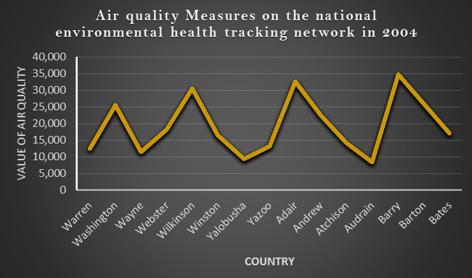 Air quality Measures on the national
environmental health tracking network in 2004
VALUE OF AIR QUALITY
40,000
35,000
30,000
25,000
20,000
15,000
10,000
5,000
0
Warren
Washington
Wayne
Webster
Wilkinson
Winston
Yalobusha
Yazoo
Adair
Andrew
Atchison
Audrain
Barry
Barton
Bates
COUNTRY